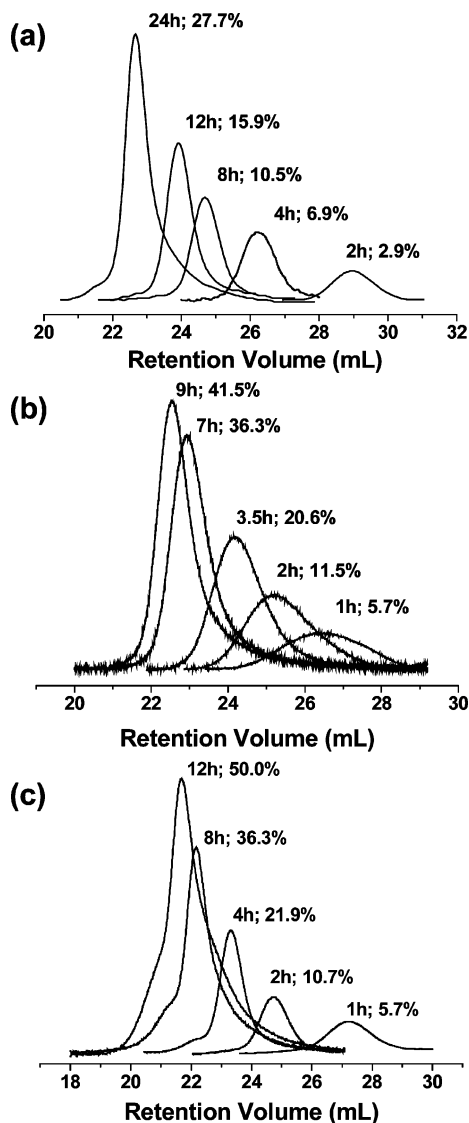 (a)
24h; 27.7%
12h; 15.9%
8h; 10.5%
4h; 6.9%
2h; 2.9%
20 22 24 26 28 30 32
Retention Volume (mL)
(b)
9h; 41.5%
7h; 36.3%
3.5h; 20.6%
2h; 11.5%
1h; 5.7%
20 22 24 26 28 30
Retention Volume (mL)
(c)
12h; 50.0%
8h; 36.3%
4h; 21.9%
2h; 10.7%
1h; 5.7%
18 20 22 24 26 28 30
Retention Volume (mL)